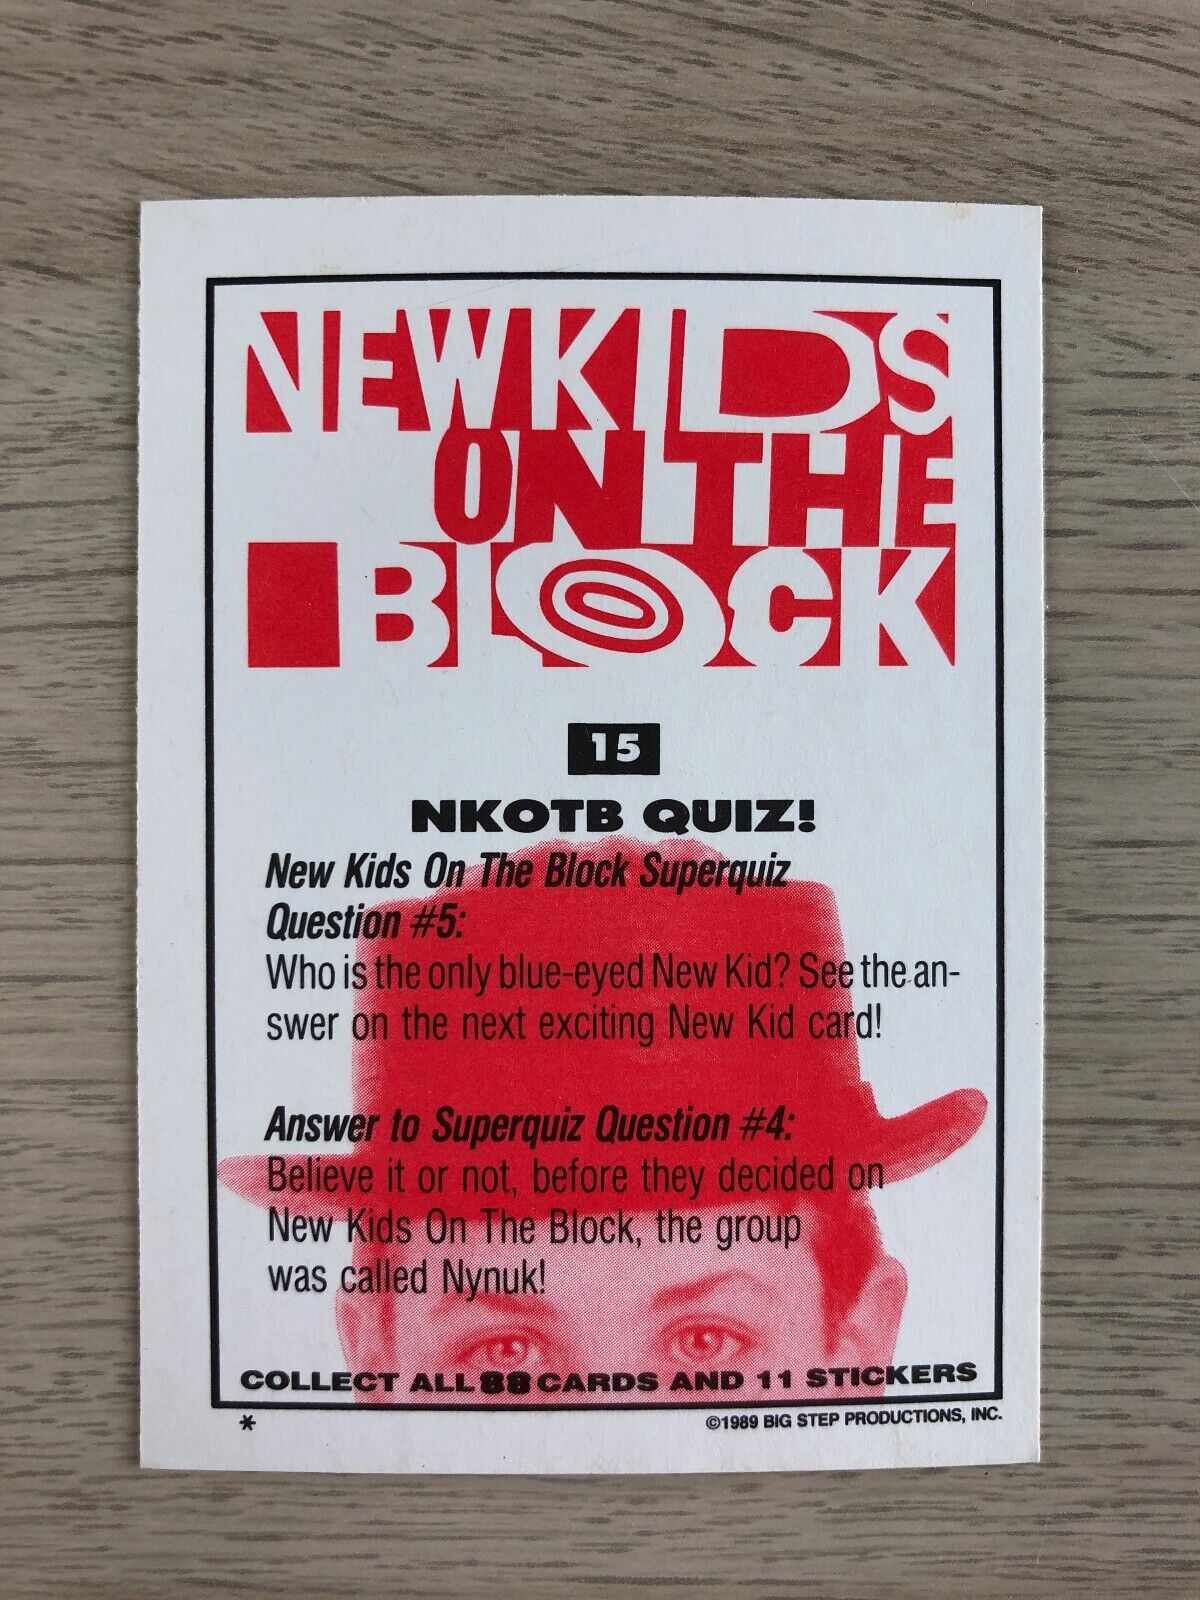 NEW KIDS
ON THE
BLOCK
15
NKOTB QUIZ!
New Kids On The Block Superquiz
Question #5:
Who is the only blue-eyed New Kid? See the an-
swer on the next exciting New Kid card!
Answer to Superquiz Question #4:
Believe it or not, before they decided on
New Kids On The Block, the group
was called Nynuk!
COLLECT ALL 88 CARDS AND 11 STICKERS
* ©1989 BIG STEP PRODUCTIONS, INC.